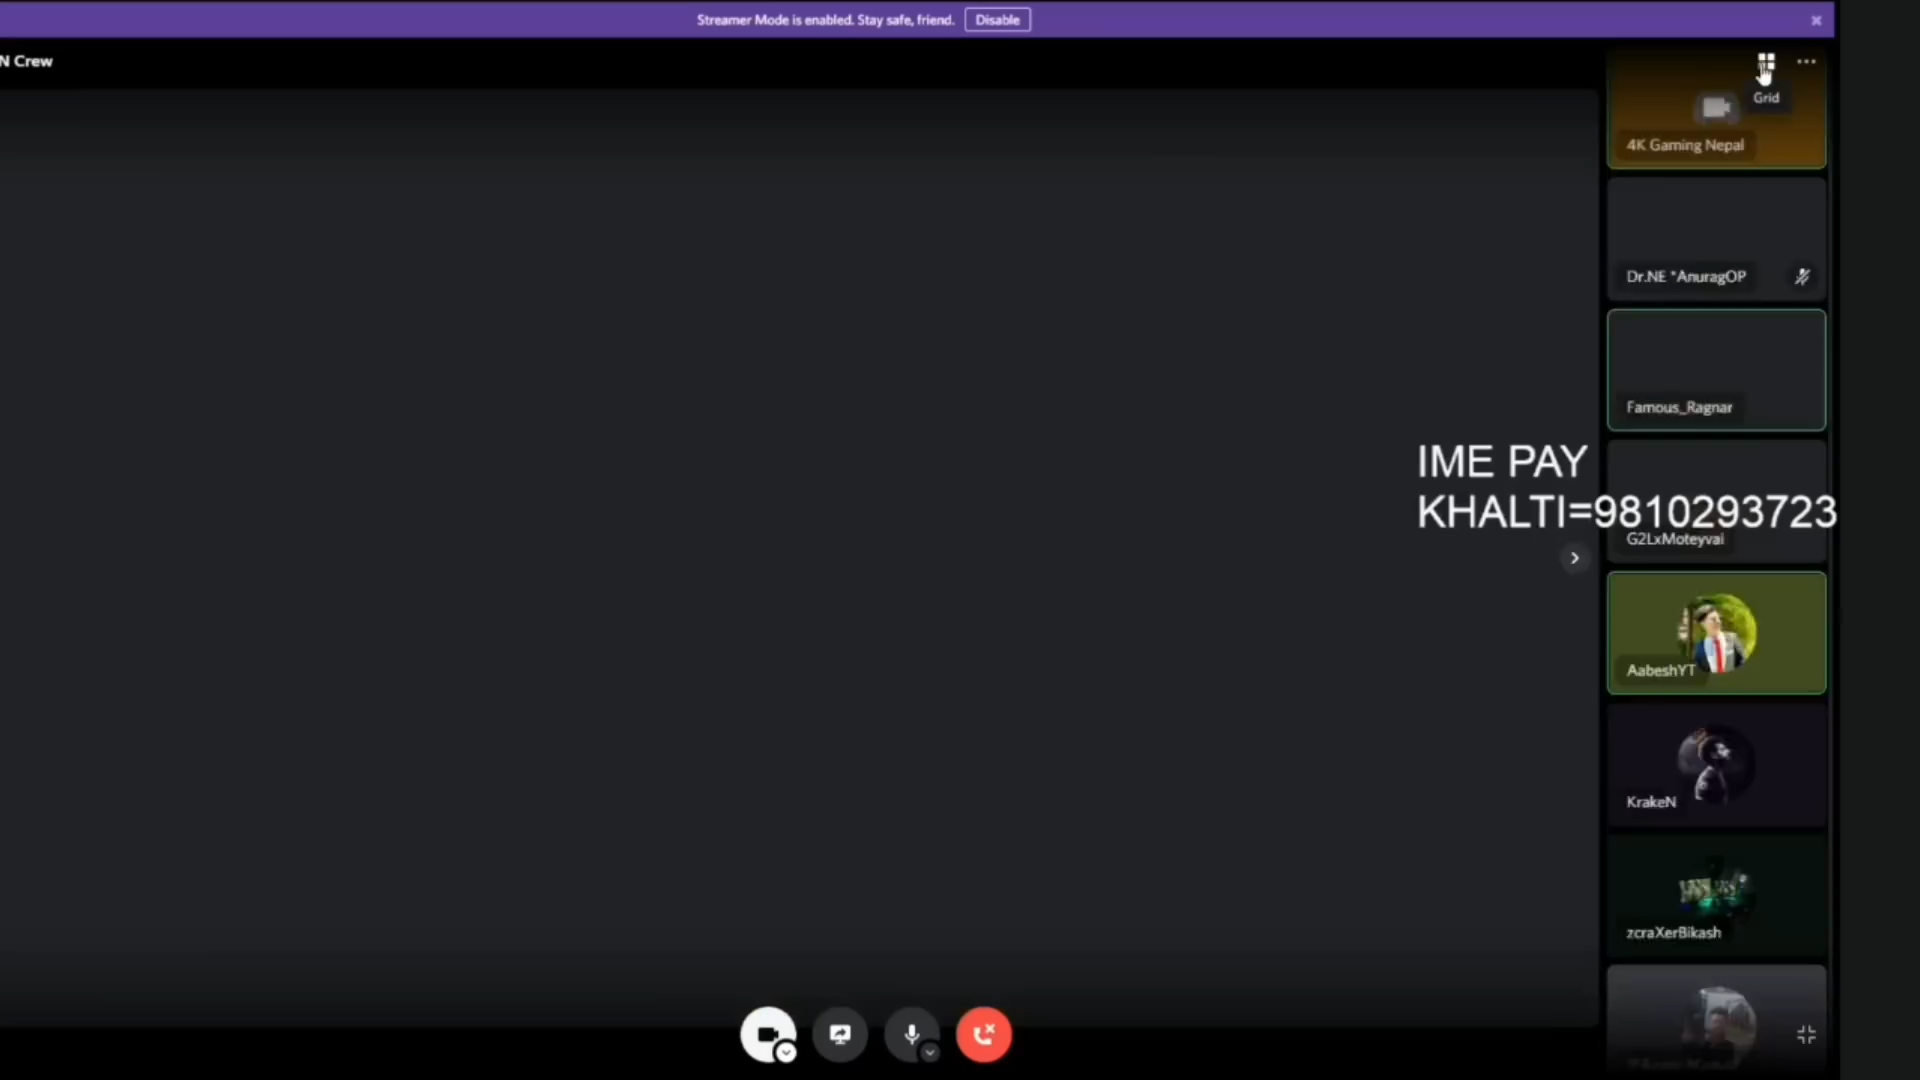 Streamer Mode is enabled. Stay safe, friend. Disable
N Crew
Grid
4K Gaming Nepal
Dr.NE *AnuragOP
Famous_Ragnar
IME PAY
KHALTI=9810293723
G2LxMoteyvai
AabeshYT
KrakeN
zcraXerBikash